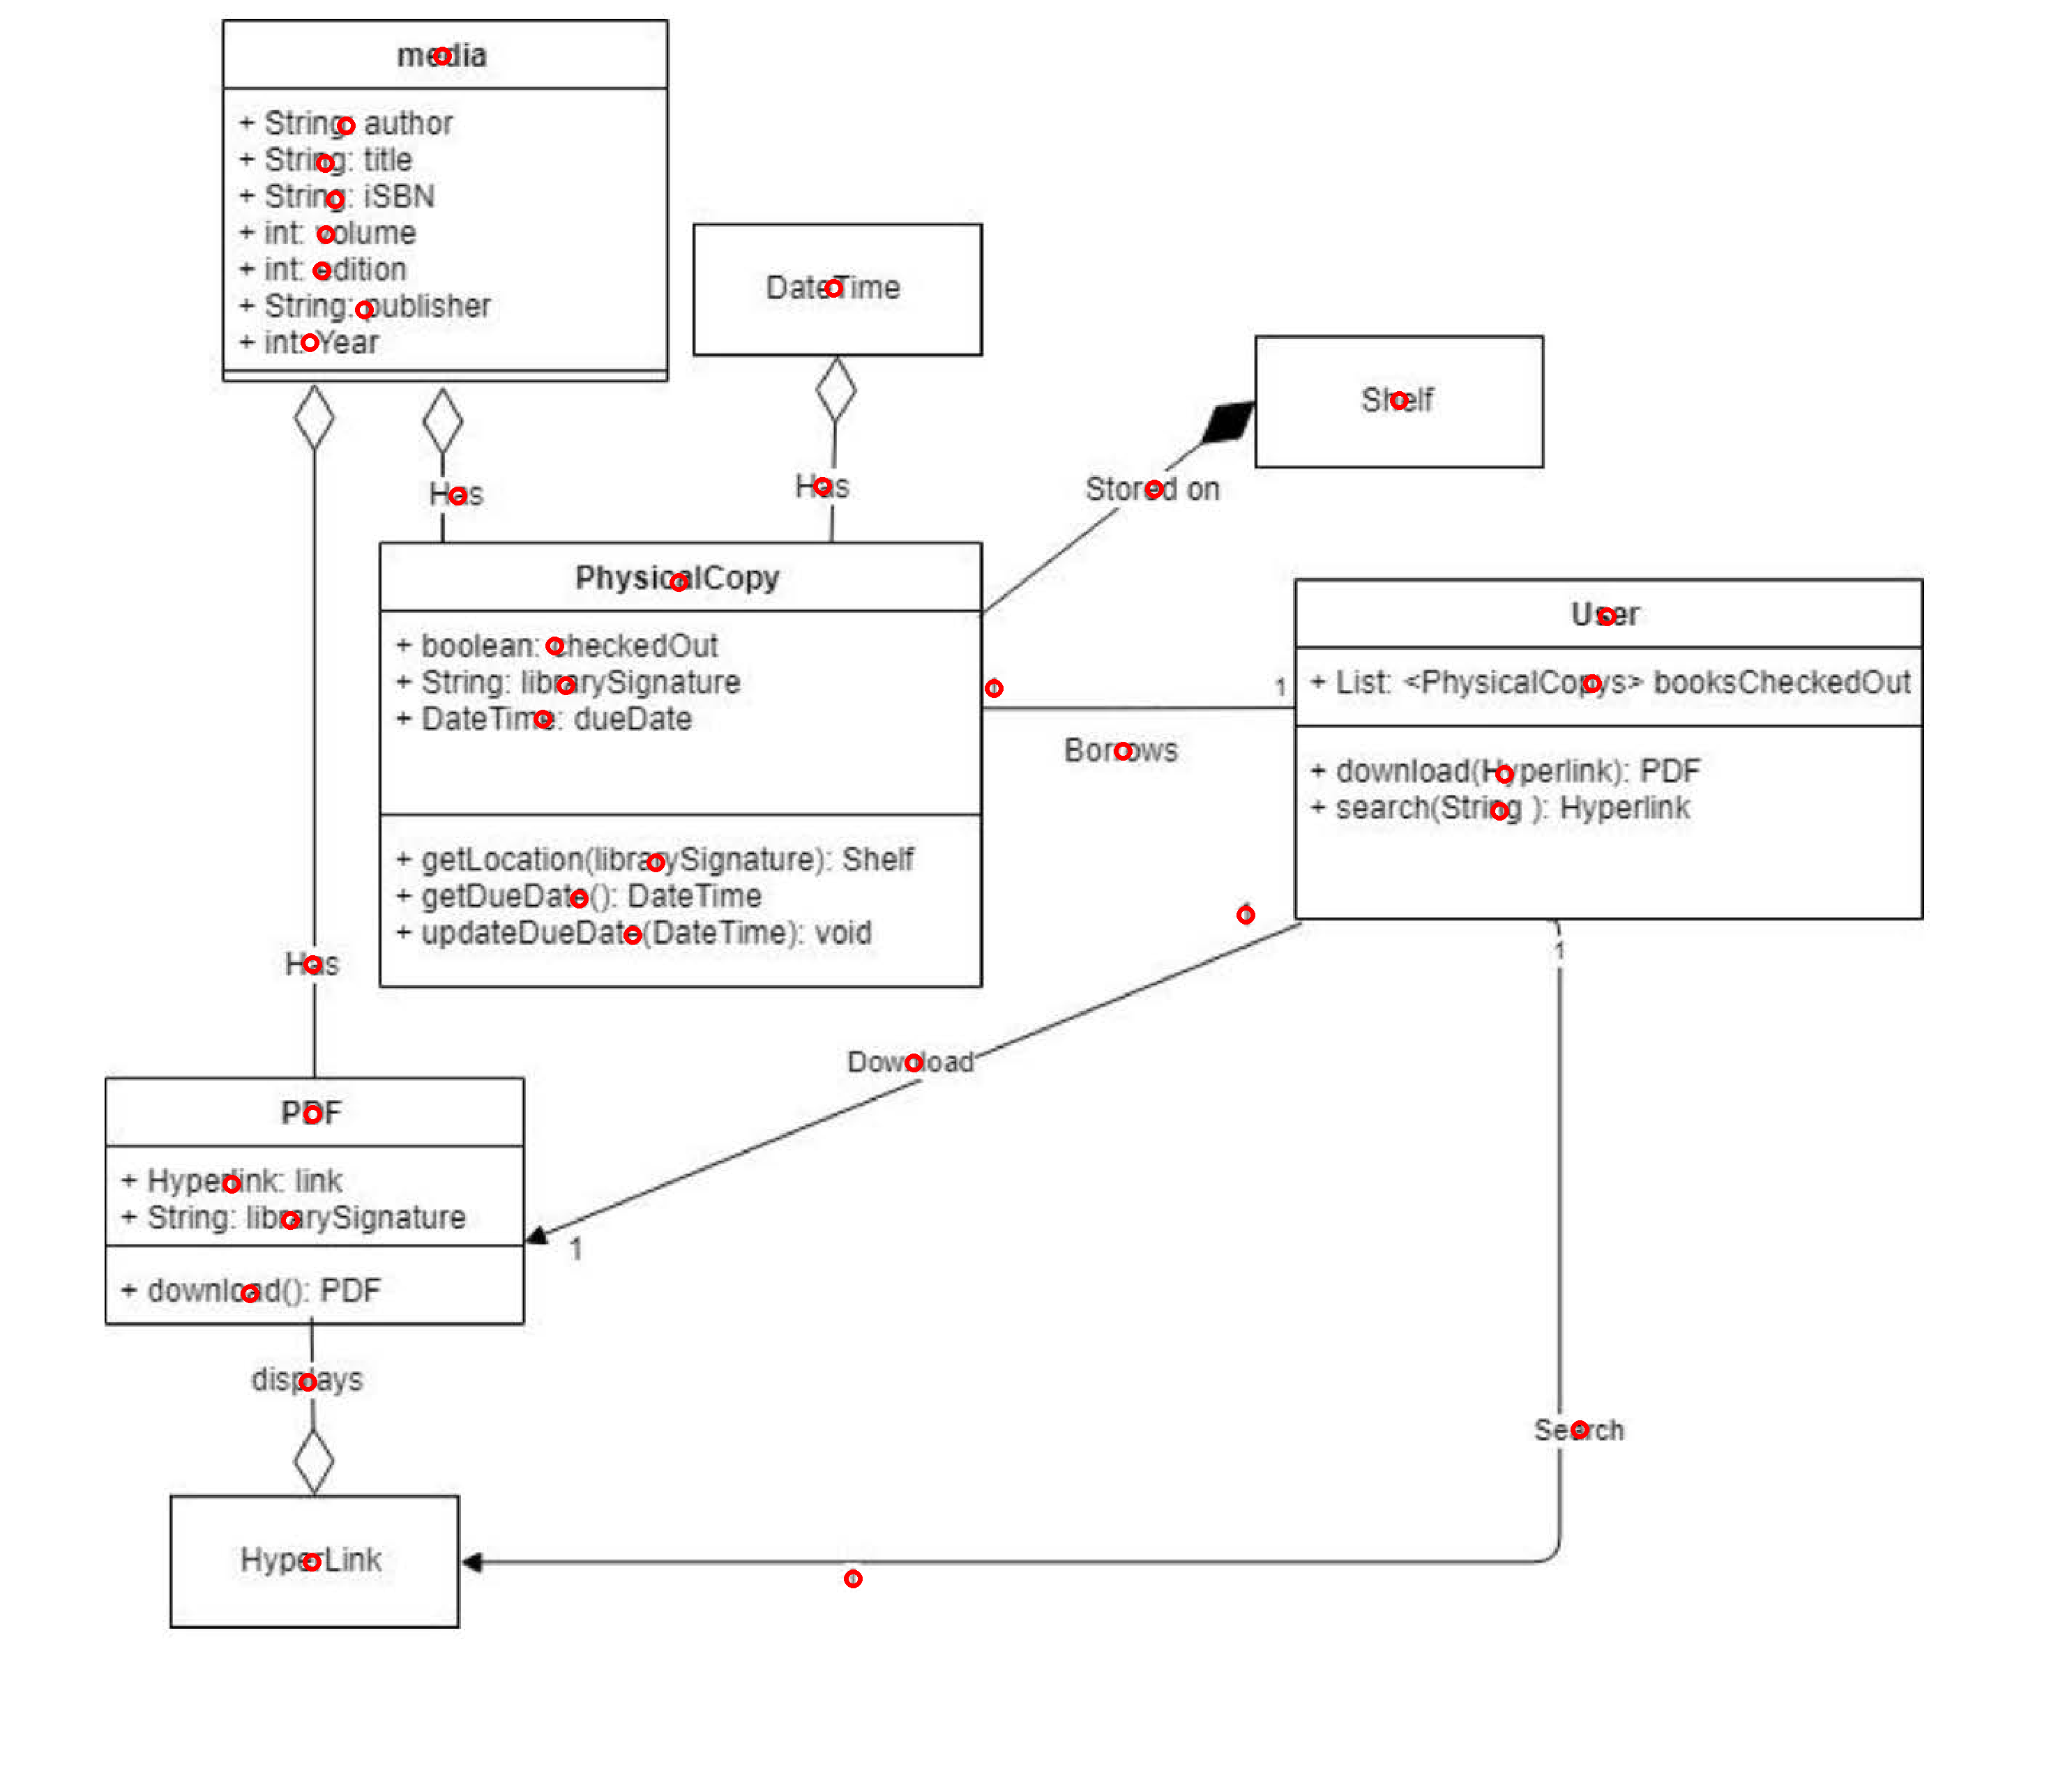 media
+ String: author
+ String: title
+ String: iSBN
+ int: volume
+ int: edition
+ String: publisher
+ int: Year
DateTime
Shelf
Has
Has
Stored on
PhysicalCopy
+ boolean: checkedOut
+ String: librarySignature
+ DateTime: dueDate
+ getLocation(librarySignature): Shelf
+ getDueDate(): DateTime
+ updateDueDate(DateTime): void
1
Borrows
User
+ List: <PhysicalCopys> booksCheckedOut
+ download(Hyperlink): PDF
+ search(String ): Hyperlink
1
Has
Download
PDF
+ Hyperlink: link
+ String: librarySignature
+ download(): PDF
1
displays
Search
HyperLink